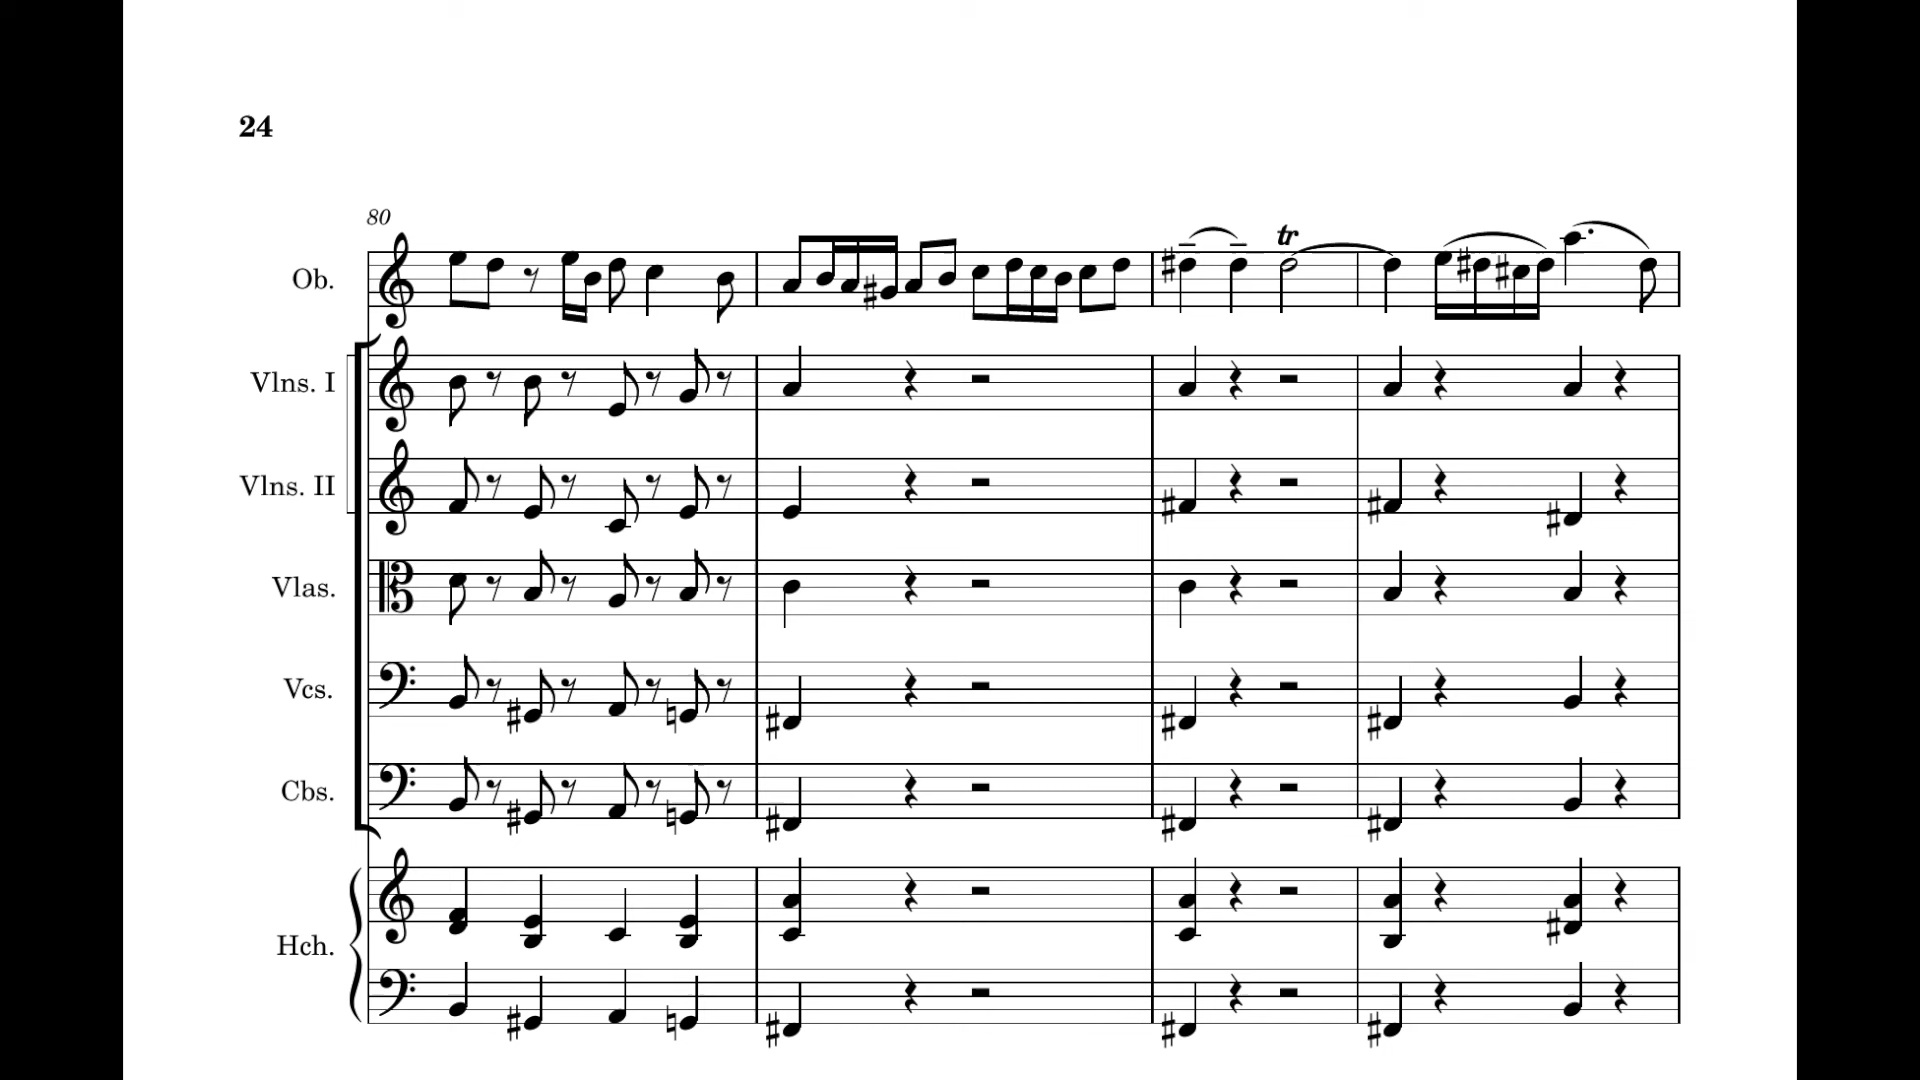 24
80
Ob.
tr
Vlns. I
Vlns. II
Vlas.
Vcs.
Cbs.
Hch.